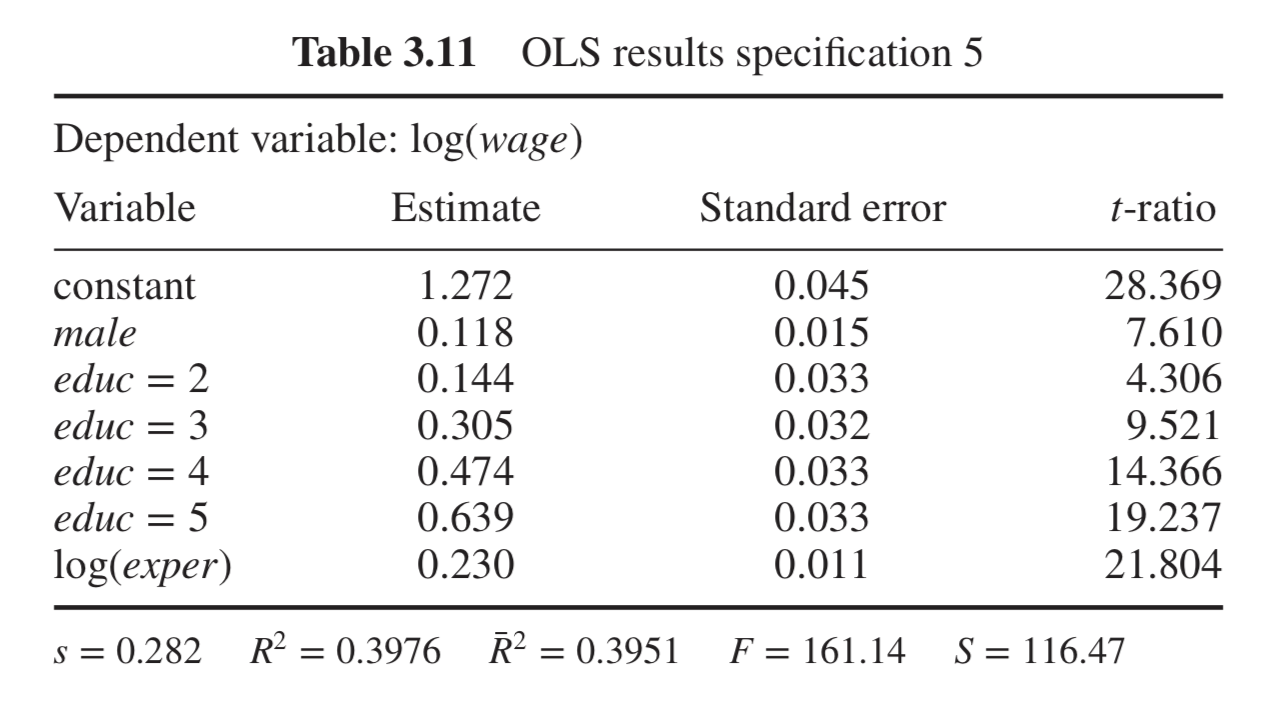 Table 3.11 OLS results specification 5
Dependent variable: log(wage)
Variable Estimate Standard error t-ratio
constant 1.272 0.045 28.369
male 0.118 0.015 7.610
educ = 2 0.144 0.033 4.306
educ = 3 0.305 0.032 9.521
educ = 4 0.474 0.033 14.366
educ = 5 0.639 0.033 19.237
log(exper) 0.230 0.011 21.804
s = 0.282 R² = 0.3976 R̄² = 0.3951 F = 161.14 S = 116.47